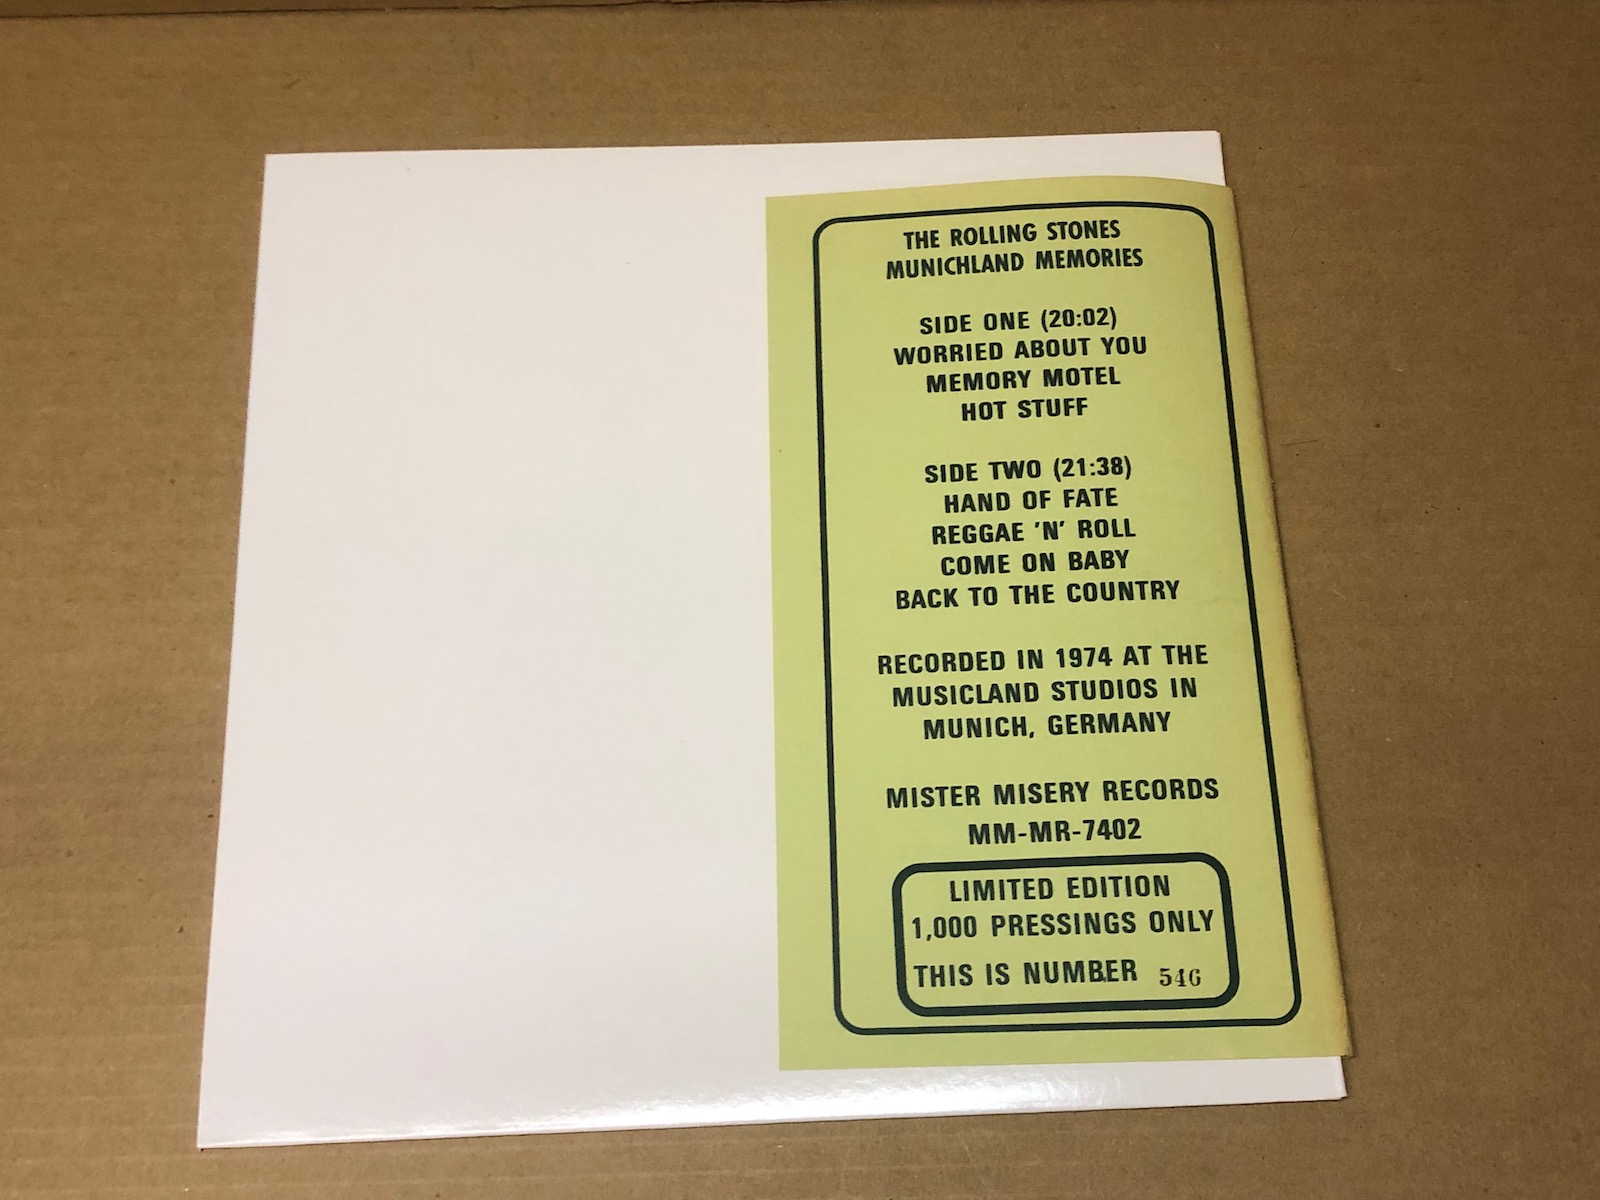 THE ROLLING STONES
MUNICHLAND MEMORIES
SIDE ONE (20:02)
WORRIED ABOUT YOU
MEMORY MOTEL
HOT STUFF
SIDE TWO (21:38)
HAND OF FATE
REGGAE 'N' ROLL
COME ON BABY
BACK TO THE COUNTRY
RECORDED IN 1974 AT THE
MUSICLAND STUDIOS IN
MUNICH, GERMANY
MISTER MISERY RECORDS
MM-MR-7402
LIMITED EDITION
1,000 PRESSINGS ONLY
THIS IS NUMBER 546